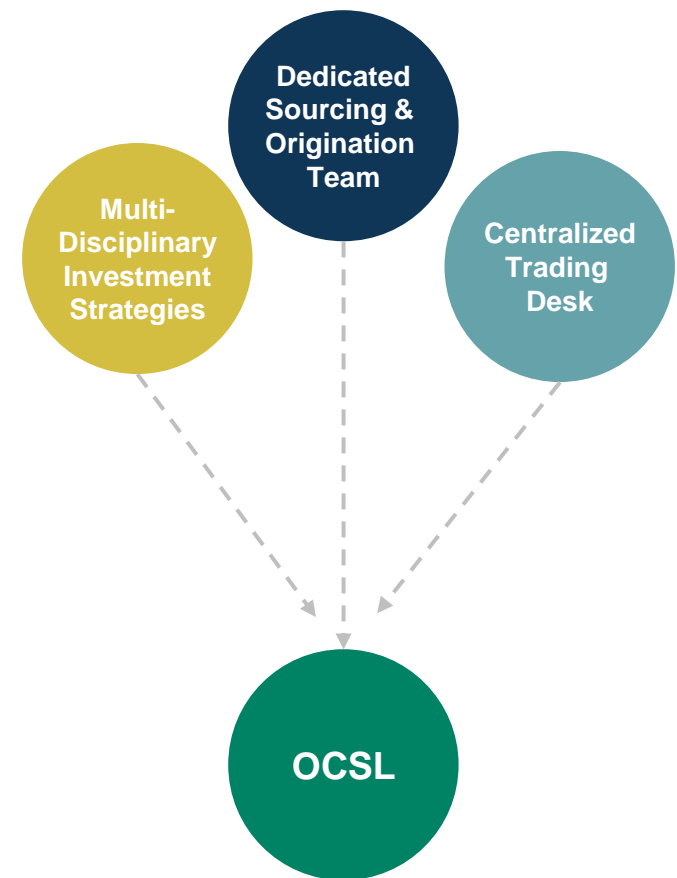 Dedicated
Sourcing &
Origination
Team
Multi-
Disciplinary
Investment
Strategies
Centralized
Trading
Desk
OCSL